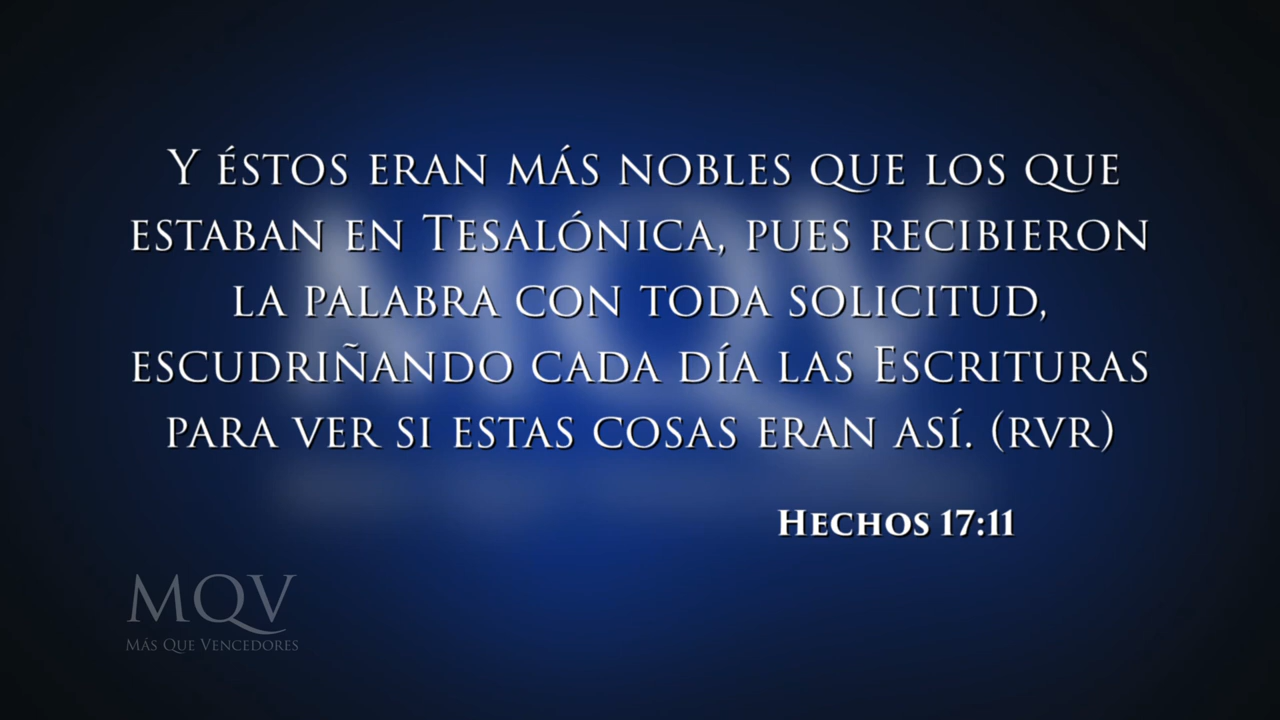 Y éstos eran más nobles que los que
estaban en Tesalónica, pues recibieron
la palabra con toda solicitud,
escudriñando cada día las Escrituras
para ver si estas cosas eran así. (RVR)
Hechos 17:11
MQV
Más Que Vencedores